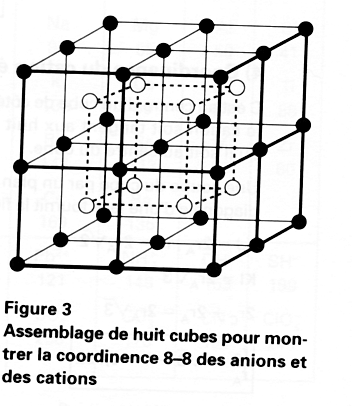 Figure 3
Assemblage de huit cubes pour mon-
trer la coordinence 8–8 des anions et
des cations